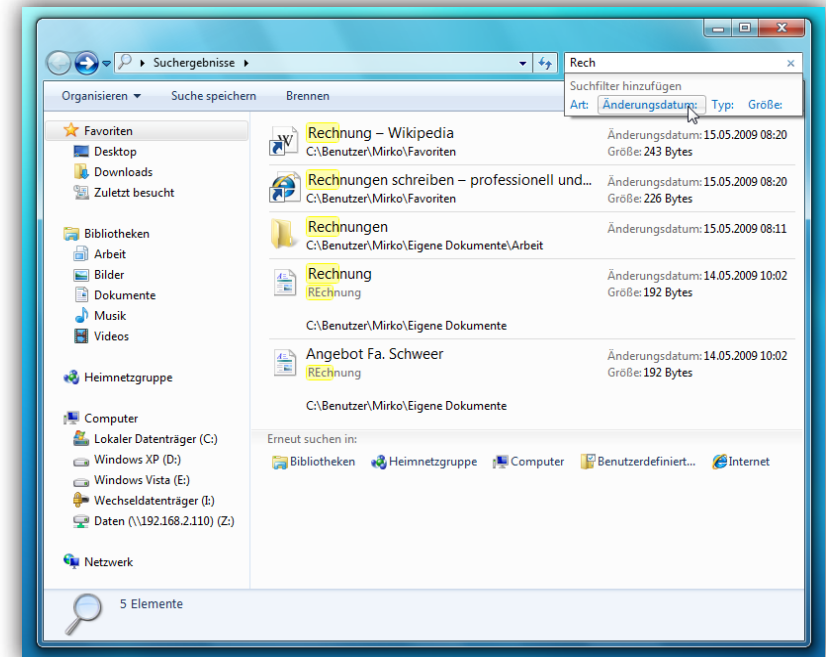 Suchergebnisse
Rech
Suchfilter hinzufügen
Art: Änderungsdatum: Typ: Größe:
Organisieren Suche speichern Brennen
Favoriten
Desktop
Downloads
Zuletzt besucht
Bibliotheken
Arbeit
Bilder
Dokumente
Musik
Videos
Heimnetzgruppe
Computer
Lokaler Datenträger (C:)
Windows XP (D:)
Windows Vista (E:)
Wechseldatenträger (I:)
Daten (\\192.168.2.110) (Z:)
Netzwerk
Rechnung – Wikipedia
C:\Benutzer\Mirko\Favoriten
Änderungsdatum: 15.05.2009 08:20
Größe: 243 Bytes
Rechnungen schreiben – professionell und...
C:\Benutzer\Mirko\Favoriten
Änderungsdatum: 15.05.2009 08:20
Größe: 226 Bytes
Rechnungen
C:\Benutzer\Mirko\Eigene Dokumente\Arbeit
Änderungsdatum: 15.05.2009 08:11
Rechnung
REchnung
C:\Benutzer\Mirko\Eigene Dokumente
Änderungsdatum: 14.05.2009 10:02
Größe: 192 Bytes
Angebot Fa. Schweer
REchnung
C:\Benutzer\Mirko\Eigene Dokumente
Änderungsdatum: 14.05.2009 10:02
Größe: 192 Bytes
Erneut suchen in:
Bibliotheken Heimnetzgruppe Computer Benutzerdefiniert... Internet
5 Elemente